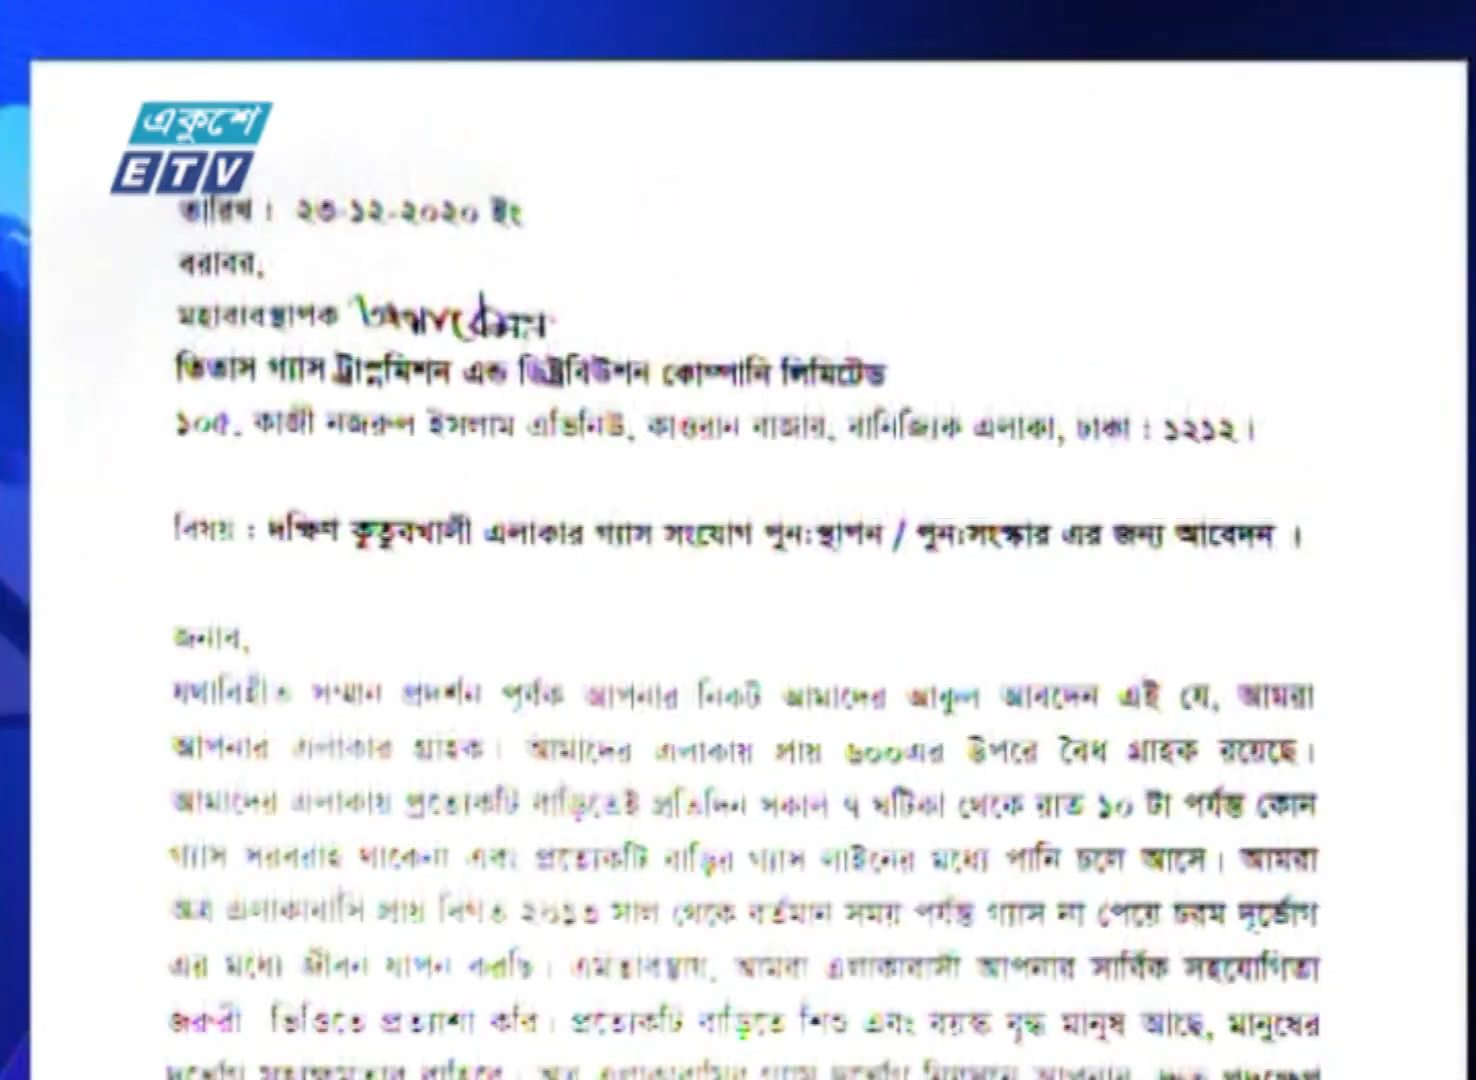 একুশে
ETV
তারিখ : ২৩-১২-২০২০ ইং
বরাবর,
মহাব্যবস্থাপক
তিতাস গ্যাস ট্রান্সমিশন এন্ড ডিষ্ট্রিবিউশন কোম্পানি লিমিটেড
১০৫, কাজী নজরুল ইসলাম এভিনিউ, কাওরান বাজার, বানিজ্যিক এলাকা, ঢাকা : ১২১২ ।
বিষয় : দক্ষিণ কুতুবখালী এলাকার গ্যাস সংযোগ পুন:স্থাপন / পুন:সংস্কার এর জন্য আবেদন ।
জনাব,
যথাবিহীত সম্মান প্রদর্শন পূর্বক আপনার নিকট আমাদের আকুল আবদেন এই যে, আমরা
আপনার এলাকার গ্রাহক । আমাদের এলাকায় প্রায় ৬০০এর উপরে বৈধ গ্রাহক রয়েছে ।
আমাদের এলাকায় প্রত্যেকটি বাড়িতেই প্রতিদিন সকাল ৭ ঘটিকা থেকে রাত ১০ টা পর্যন্ত কোন
গ্যাস সরবরাহ থাকেনা এবং প্রত্যেকটি বাড়ির গ্যাস লাইনের মধ্যে পানি চলে আসে । আমরা
অত্র এলাকাবাসি প্রায় বিগত সাল থেকে বর্তমান সময় পর্যন্ত গ্যাস না পেয়ে চরম দূর্ভোগ
এর মধ্যে জীবন যাপন করছি । এমতাবস্থায়, আমরা এলাকাবাসী আপনার সার্বিক সহযোগিতা
জরুরী ভিত্তিতে প্রত্যাশা করি । প্রত্যেকটি বাড়িতে শিশু এবং বয়স্ক বৃদ্ধ মানুষ আছে, মানুষের